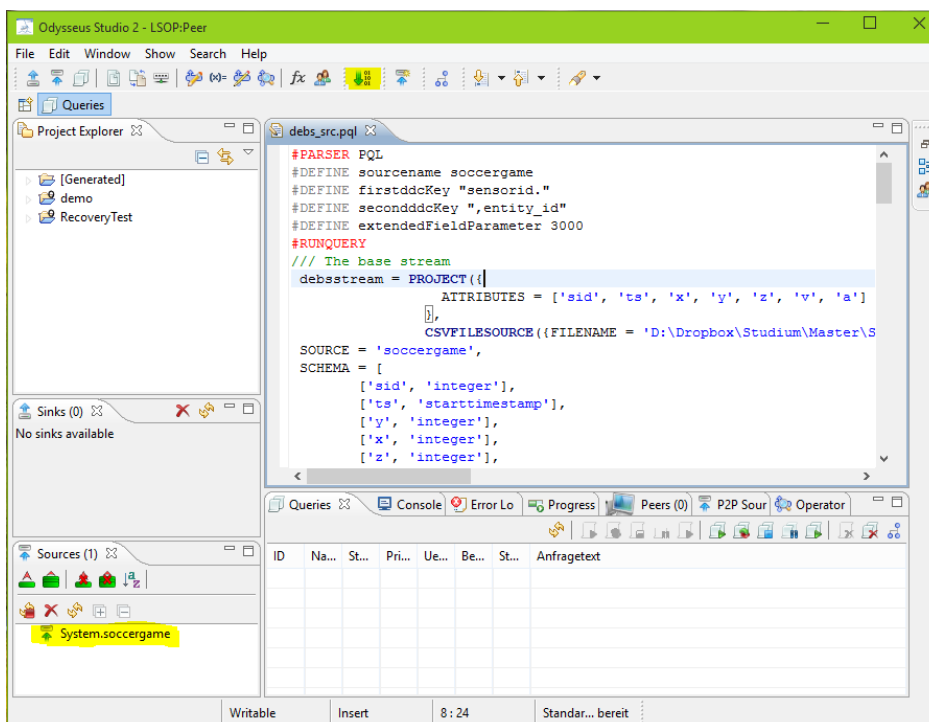 Odysseus Studio 2 - LSOP:Peer
File Edit Window Show Search Help
Queries
Project Explorer
[Generated]
demo
RecoveryTest
debs_src.pql
#PARSER PQL
#DEFINE sourcename soccergame
#DEFINE firstddcKey "sensorid."
#DEFINE secondddcKey ",entity_id"
#DEFINE extendedFieldParameter 3000
#RUNQUERY
/// The base stream
debsstream = PROJECT({
ATTRIBUTES = ['sid', 'ts', 'x', 'y', 'z', 'v', 'a']
},
CSVFILESOURCE({FILENAME = 'D:\Dropbox\Studium\Master\S
SOURCE = 'soccergame',
SCHEMA = [
['sid', 'integer'],
['ts', 'starttimestamp'],
['y', 'integer'],
['x', 'integer'],
['z', 'integer'],
Sinks (0)
No sinks available
Sources (1)
System.soccergame
Queries Console Error Lo Progress Peers (0) P2P Sour Operator
ID Na... St... Pri... Ue... Be... St... Anfragetext
Writable Insert 8 : 24 Standar... bereit